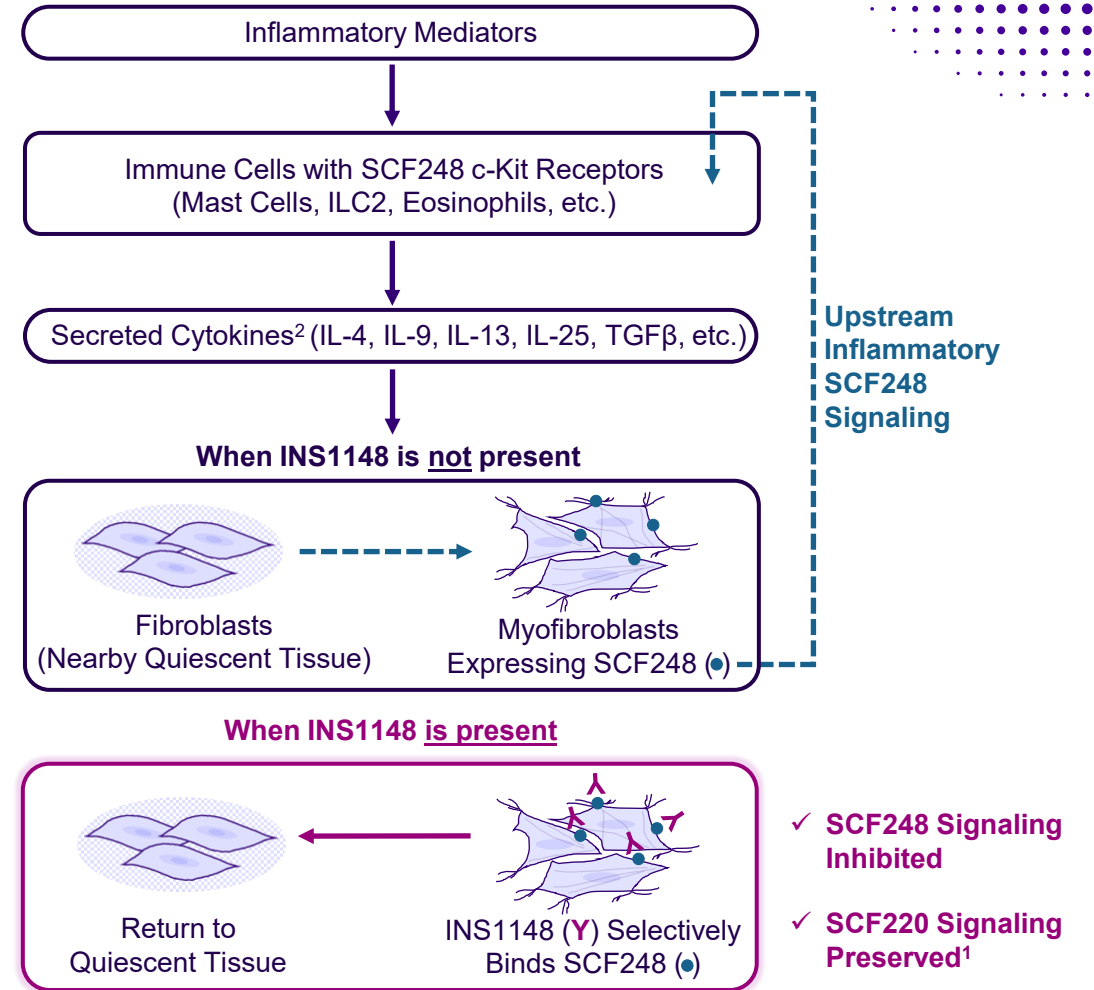 Inflammatory Mediators
Immune Cells with SCF248 c-Kit Receptors
(Mast Cells, ILC2, Eosinophils, etc.)
Secreted Cytokines² (IL-4, IL-9, IL-13, IL-25, TGFβ, etc.)
Upstream
Inflammatory
SCF248
Signaling
When INS1148 is not present
Fibroblasts
(Nearby Quiescent Tissue)
Myofibroblasts
Expressing SCF248 (●)
When INS1148 is present
Return to
Quiescent Tissue
INS1148 (Y) Selectively
Binds SCF248 (●)
✓ SCF248 Signaling
Inhibited
✓ SCF220 Signaling
Preserved¹